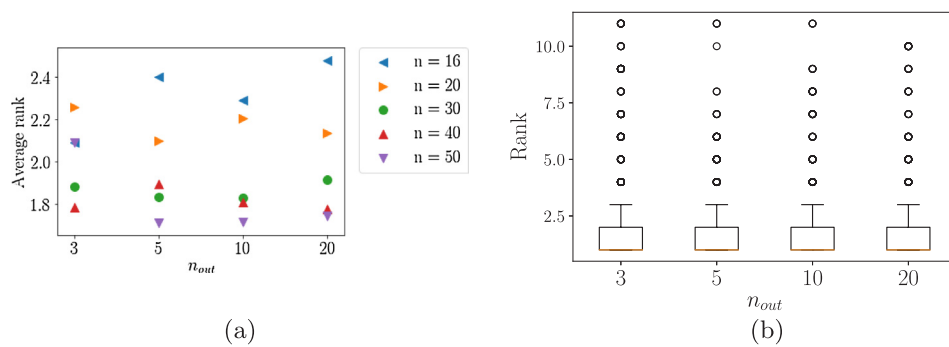 Average rank
2.4
2.2
2.0
1.8
3 5 10 20
n_out
n = 16
n = 20
n = 30
n = 40
n = 50
(a)
Rank
10.0
7.5
5.0
2.5
3 5 10 20
n_out
(b)